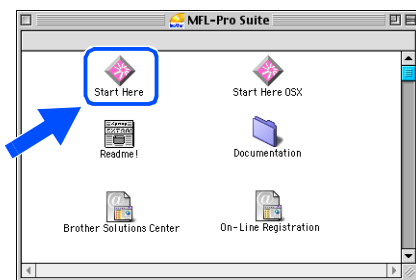 MFL-Pro Suite
Start Here
Start Here OSX
Readme!
Documentation
Brother Solutions Center
On-Line Registration